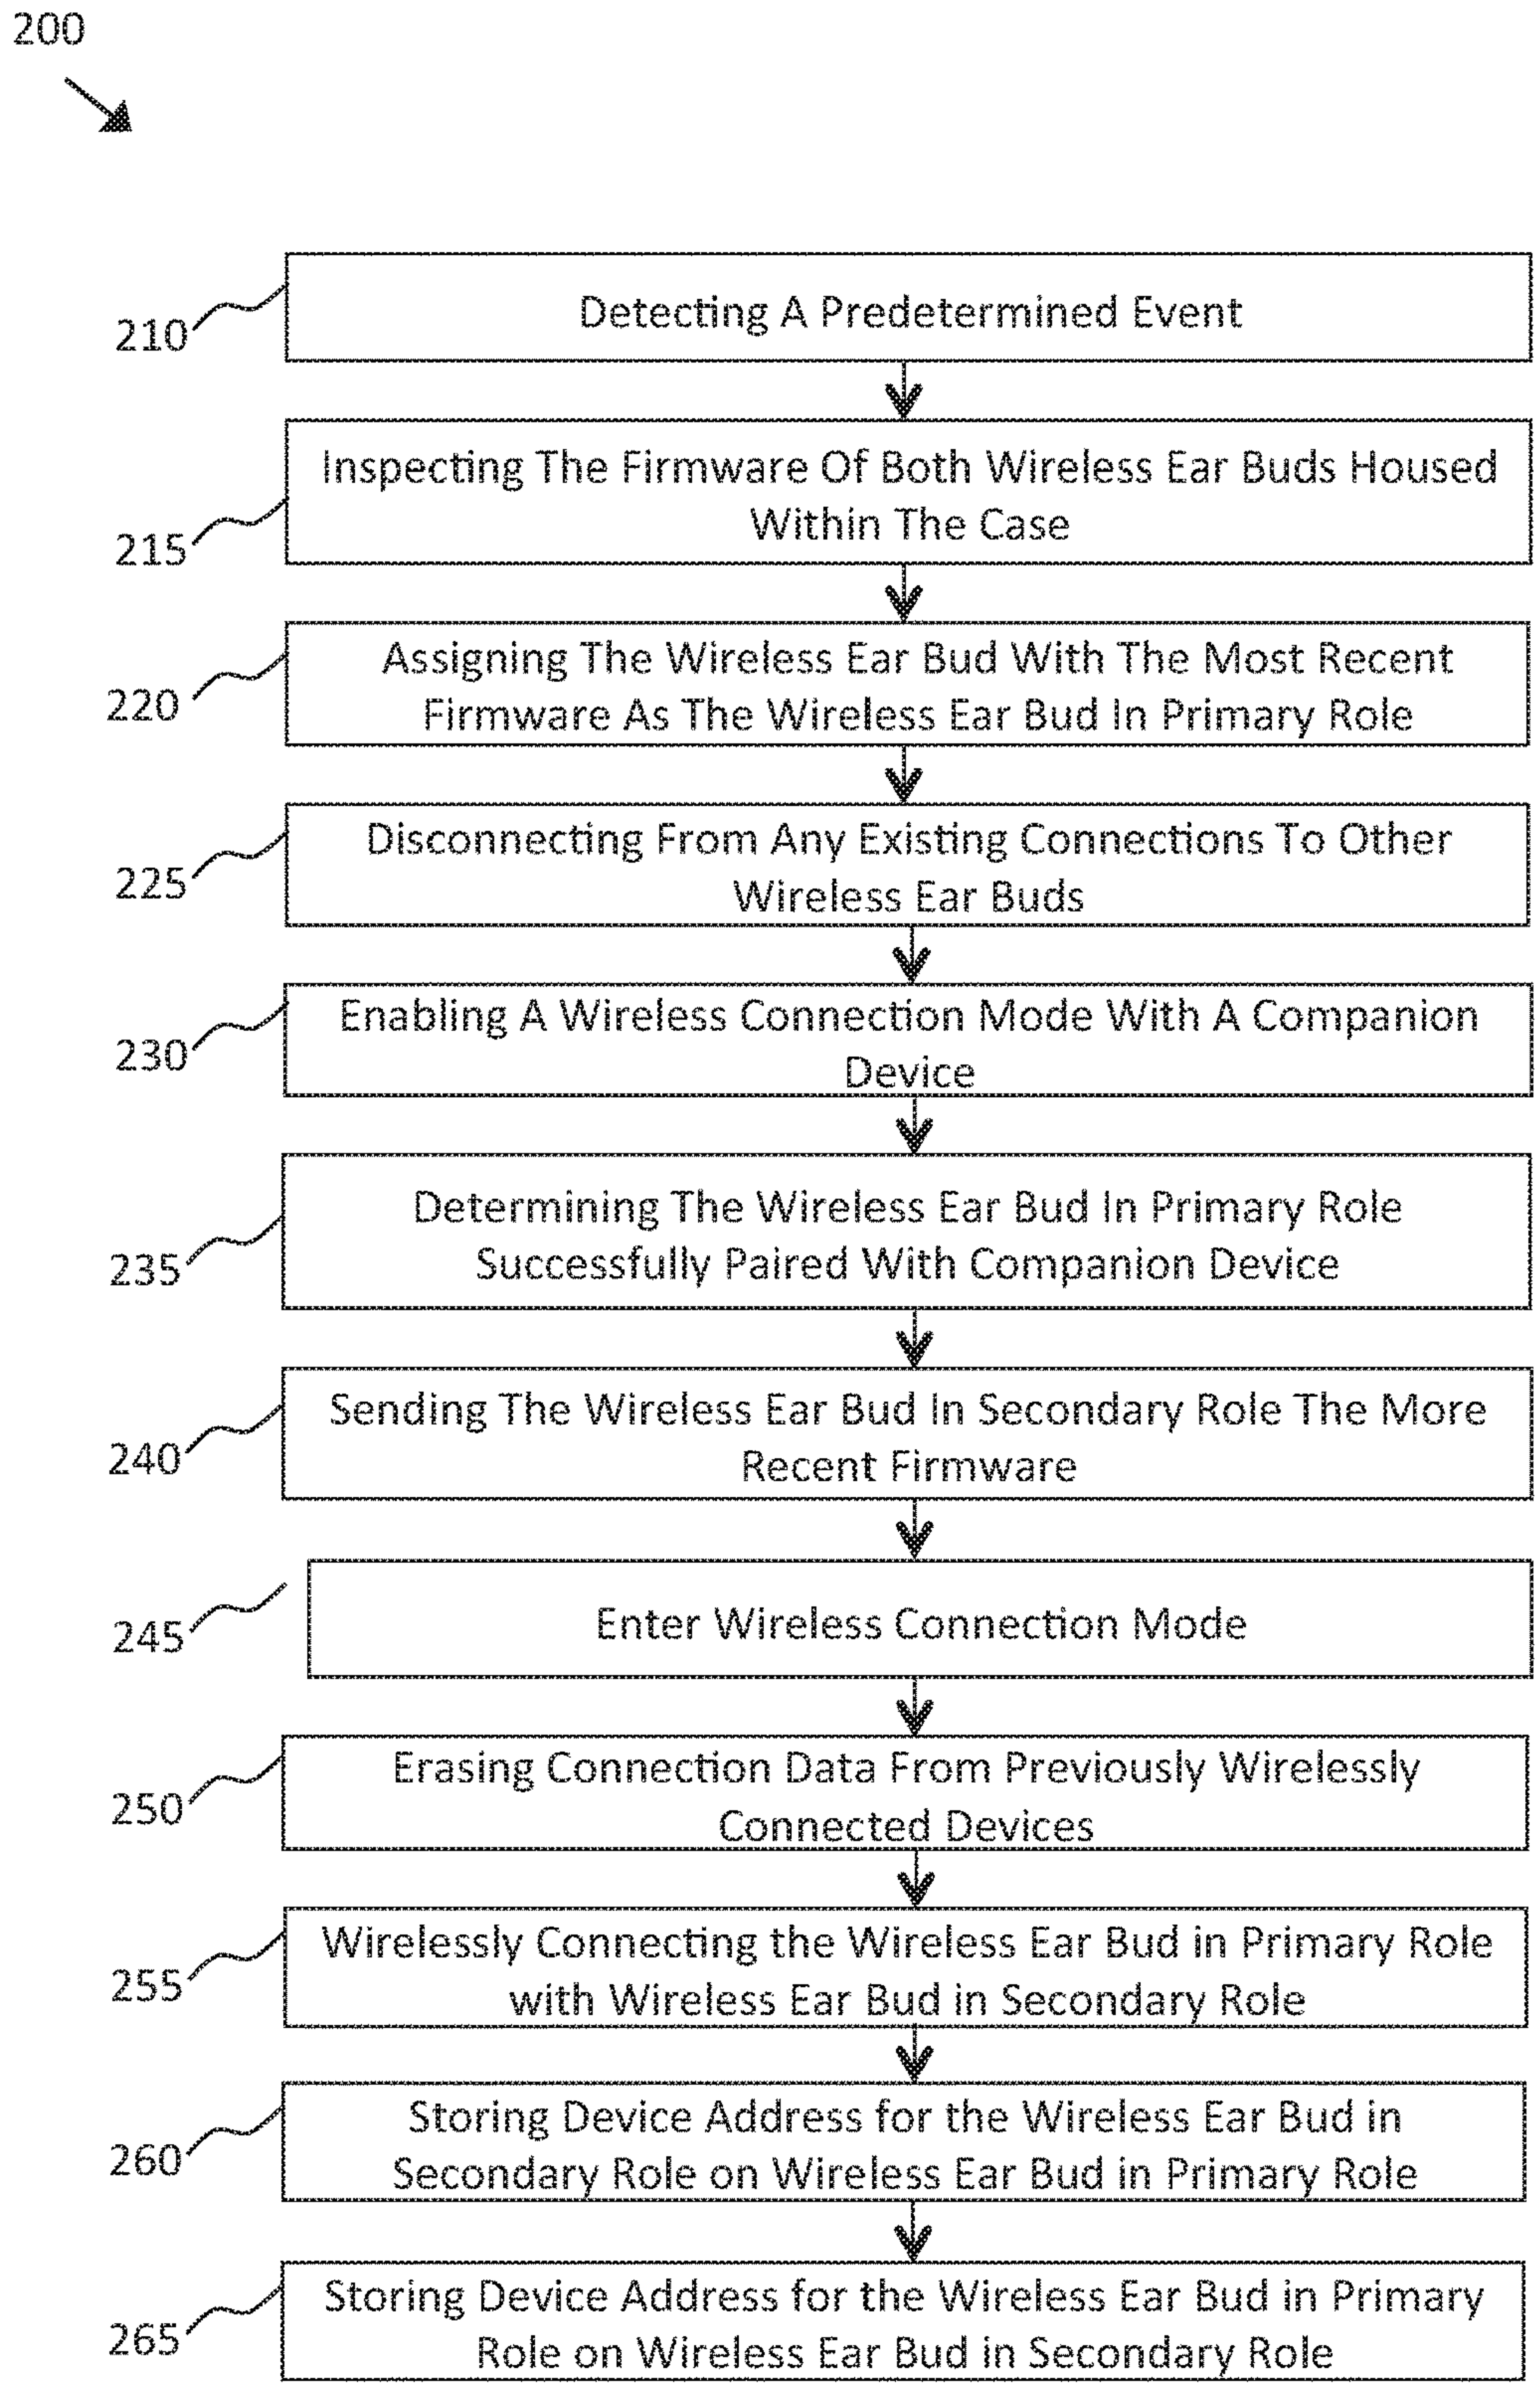 200
210
Detecting A Predetermined Event
215
Inspecting The Firmware Of Both Wireless Ear Buds Housed
Within The Case
220
Assigning The Wireless Ear Bud With The Most Recent
Firmware As The Wireless Ear Bud In Primary Role
225
Disconnecting From Any Existing Connections To Other
Wireless Ear Buds
230
Enabling A Wireless Connection Mode With A Companion
Device
235
Determining The Wireless Ear Bud In Primary Role
Successfully Paired With Companion Device
240
Sending The Wireless Ear Bud In Secondary Role The More
Recent Firmware
245
Enter Wireless Connection Mode
250
Erasing Connection Data From Previously Wirelessly
Connected Devices
255
Wirelessly Connecting the Wireless Ear Bud in Primary Role
with Wireless Ear Bud in Secondary Role
260
Storing Device Address for the Wireless Ear Bud in
Secondary Role on Wireless Ear Bud in Primary Role
265
Storing Device Address for the Wireless Ear Bud in Primary
Role on Wireless Ear Bud in Secondary Role